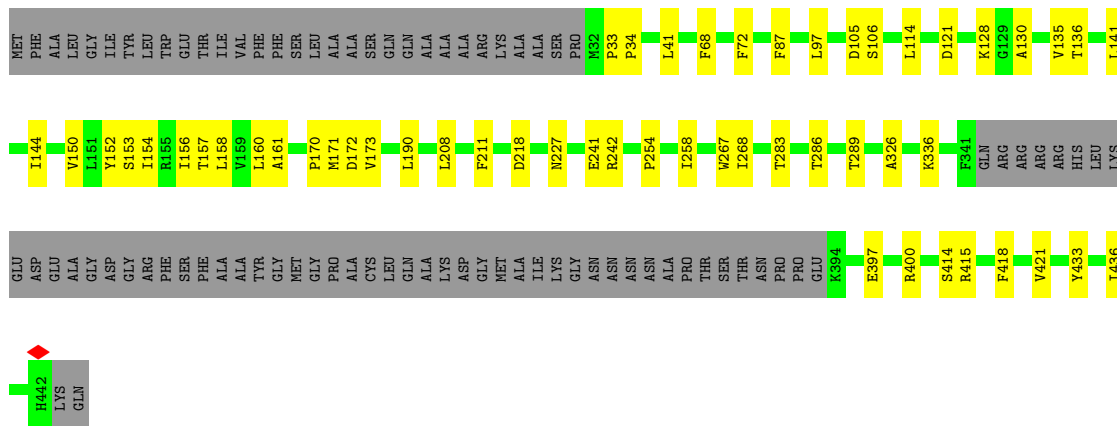 MET PHE ALA LEU GLY ILE TYR LEU TRP GLU THR ILE VAL PHE PHE SER LEU ALA ALA SER GLN GLN ALA ALA ALA ARG LYS ALA ALA SER PRO M32 P33 P34 L41 F68 F72 F87 L97 D105 S106 L114 D121 K128 G129 A130 V135 T136 L141
I144 V150 L151 Y152 S153 I154 R155 I156 T157 L158 V159 L160 A161 P170 M171 D172 V173 L190 L208 F211 D218 N227 E241 R242 P254 I258 W267 I268 T283 T286 T289 A326 K336 F341 GLN ARG ARG ARG ARG HIS LEU LYS
GLU ASP GLU ALA GLY ASP GLY ARG PHE SER PHE ALA ALA TYR GLY MET GLY PRO ALA CYS LEU GLN ALA LYS ASP GLY MET ALA ILE LYS GLY ASN ASN ASN ASN ALA PRO THR SER THR ASN PRO PRO GLU K394 E397 R400 S414 R415 F418 V421 Y433 I436
H442 LYS GLN